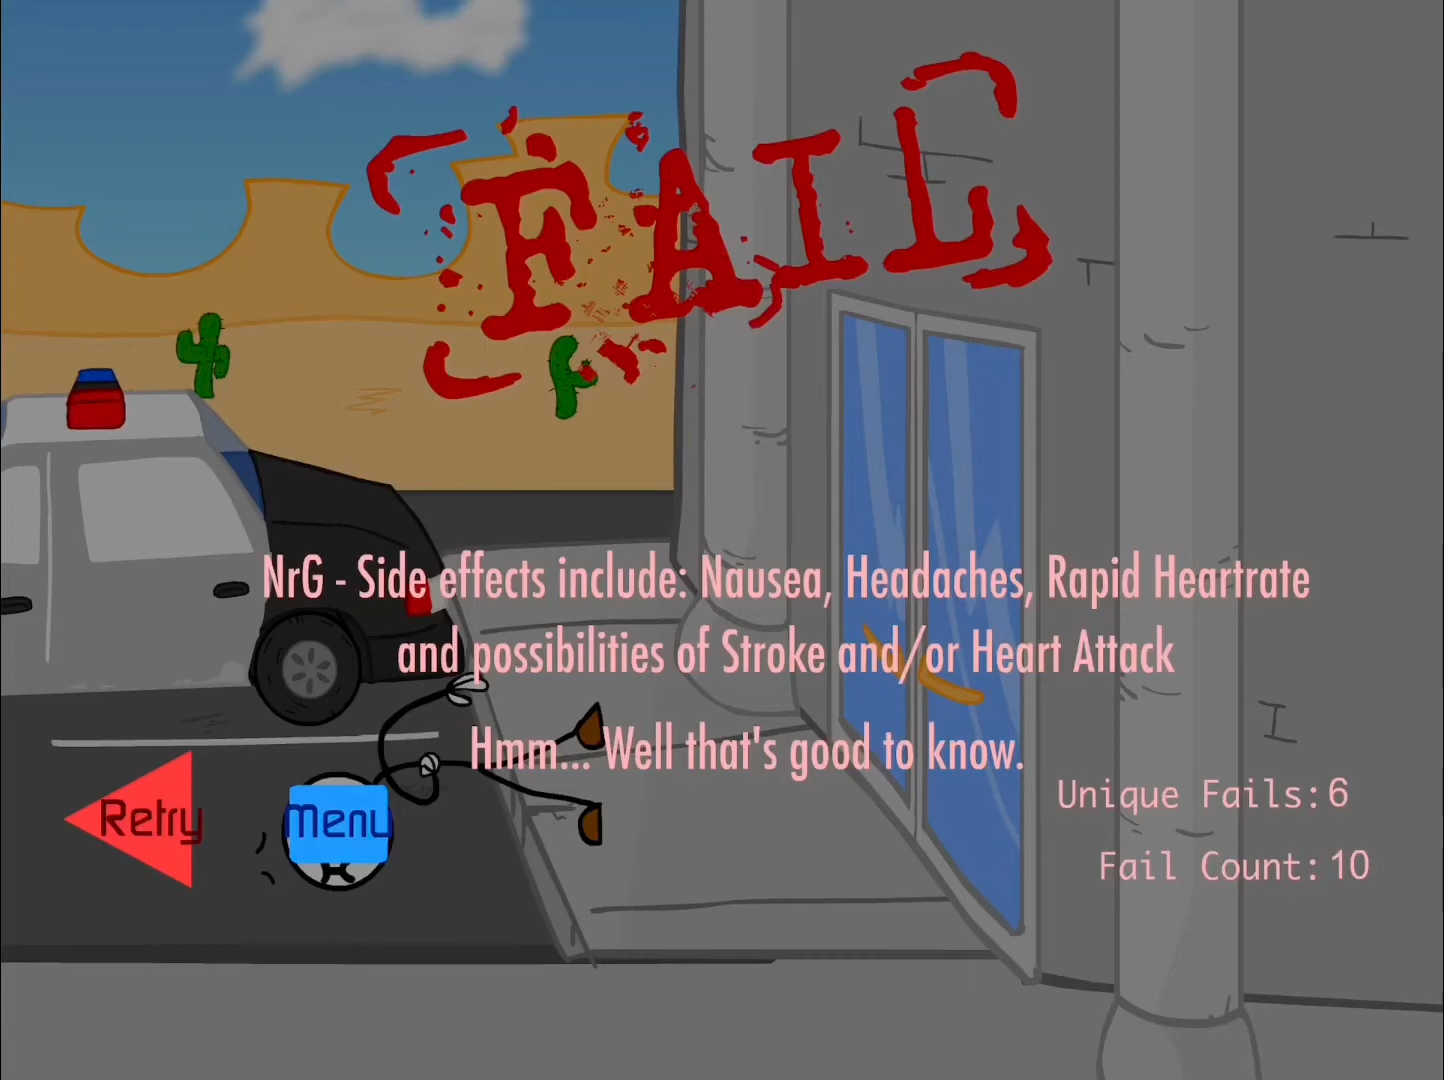 FAIL
NrG - Side effects include: Nausea, Headaches, Rapid Heartrate
and possibilities of Stroke and/or Heart Attack
Hmm... Well that's good to know.
Unique Fails:6
Retry
Menu
Fail Count:10